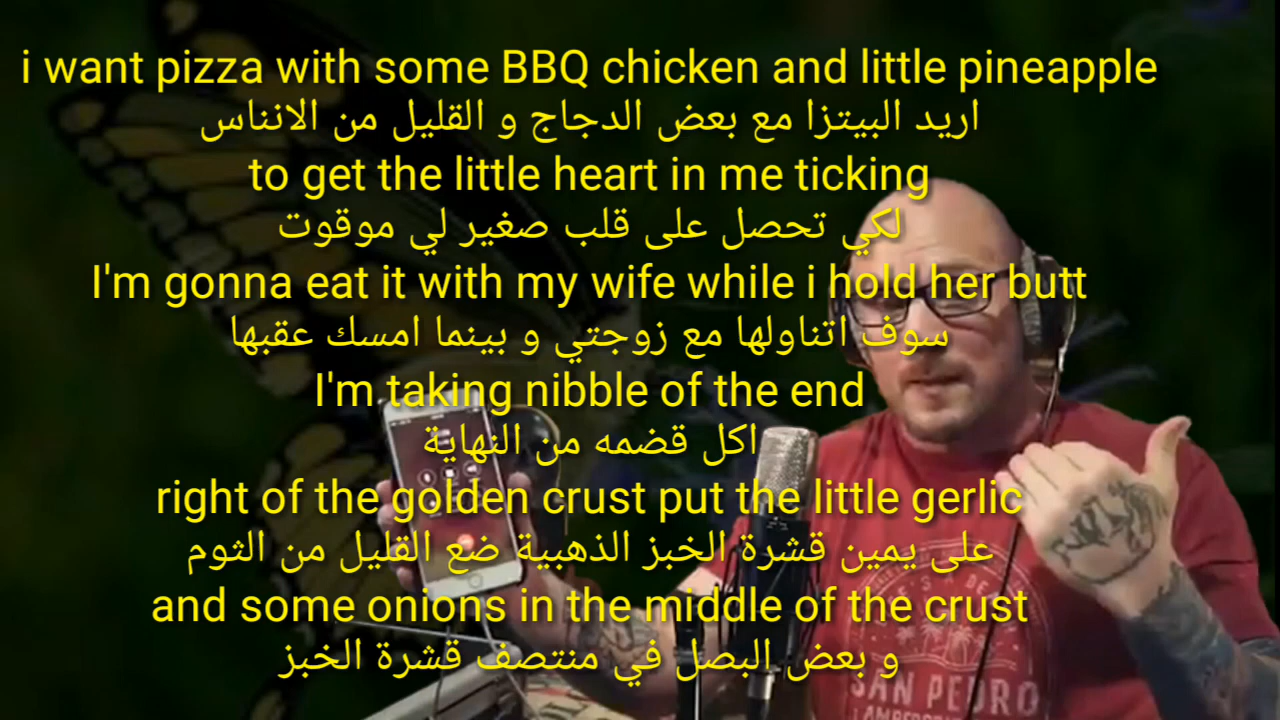 i want pizza with some BBQ chicken and little pineapple
اريد البيتزا مع بعض الدجاج و القليل من الانناس
to get the little heart in me ticking
لكي تحصل على قلب صغير لي موقوت
I'm gonna eat it with my wife while i hold her butt
سوف اتناولها مع زوجتي و بينما امسك عقبها
I'm taking nibble of the end
اكل قضمه من النهاية
right of the golden crust put the little gerlic
على يمين قشرة الخبز الذهبية ضع القليل من الثوم
and some onions in the middle of the crust
و بعض البصل في منتصف قشرة الخبز
SAN PEDRO